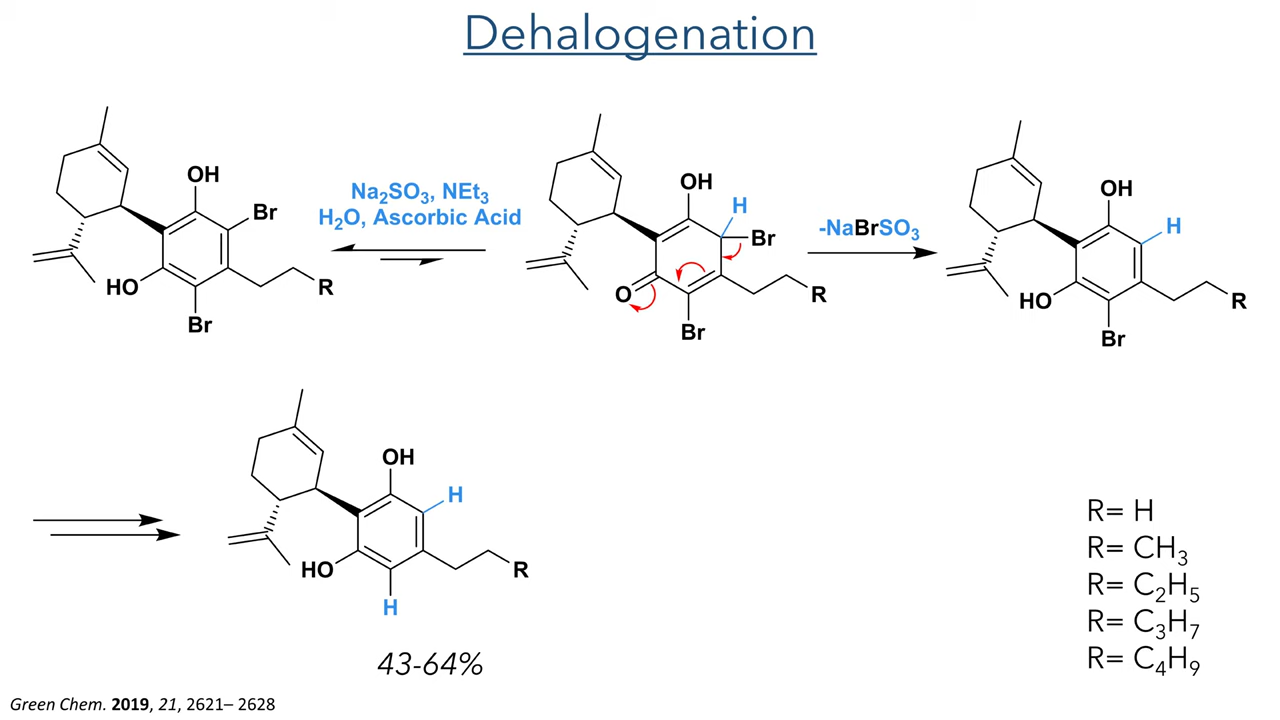 Dehalogenation
OH
Br
HO
Br
R
Na₂SO₃, NEt₃
H₂O, Ascorbic Acid
OH
H
Br
O
Br
R
-NaBrSO₃
OH
H
HO
Br
R
OH
H
HO
R
H
43-64%
R= H
R= CH₃
R= C₂H₅
R= C₃H₇
R= C₄H₉
Green Chem. 2019, 21, 2621– 2628